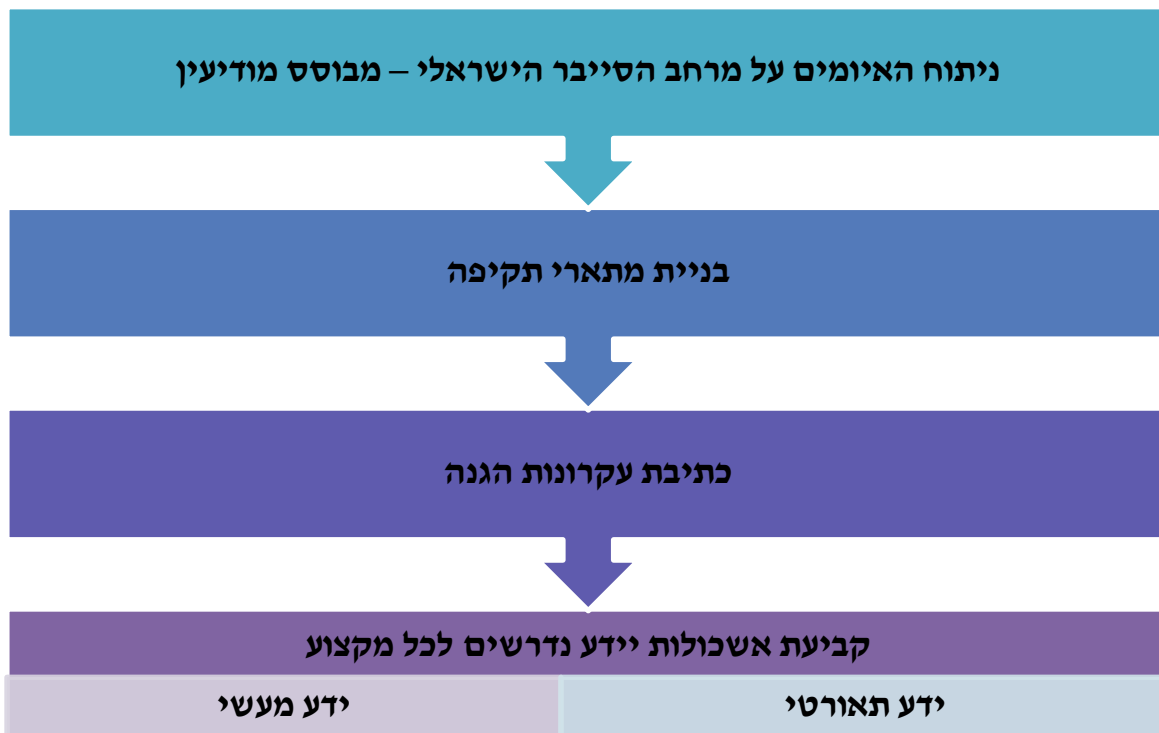 ניתוח האיומים על מרחב הסייבר הישראלי – מבוסס מודיעין
בניית מתארי תקיפה
כתיבת עקרונות הגנה
קביעת אשכולות יידע נדרשים לכל מקצוע
ידע תאורטי
ידע מעשי